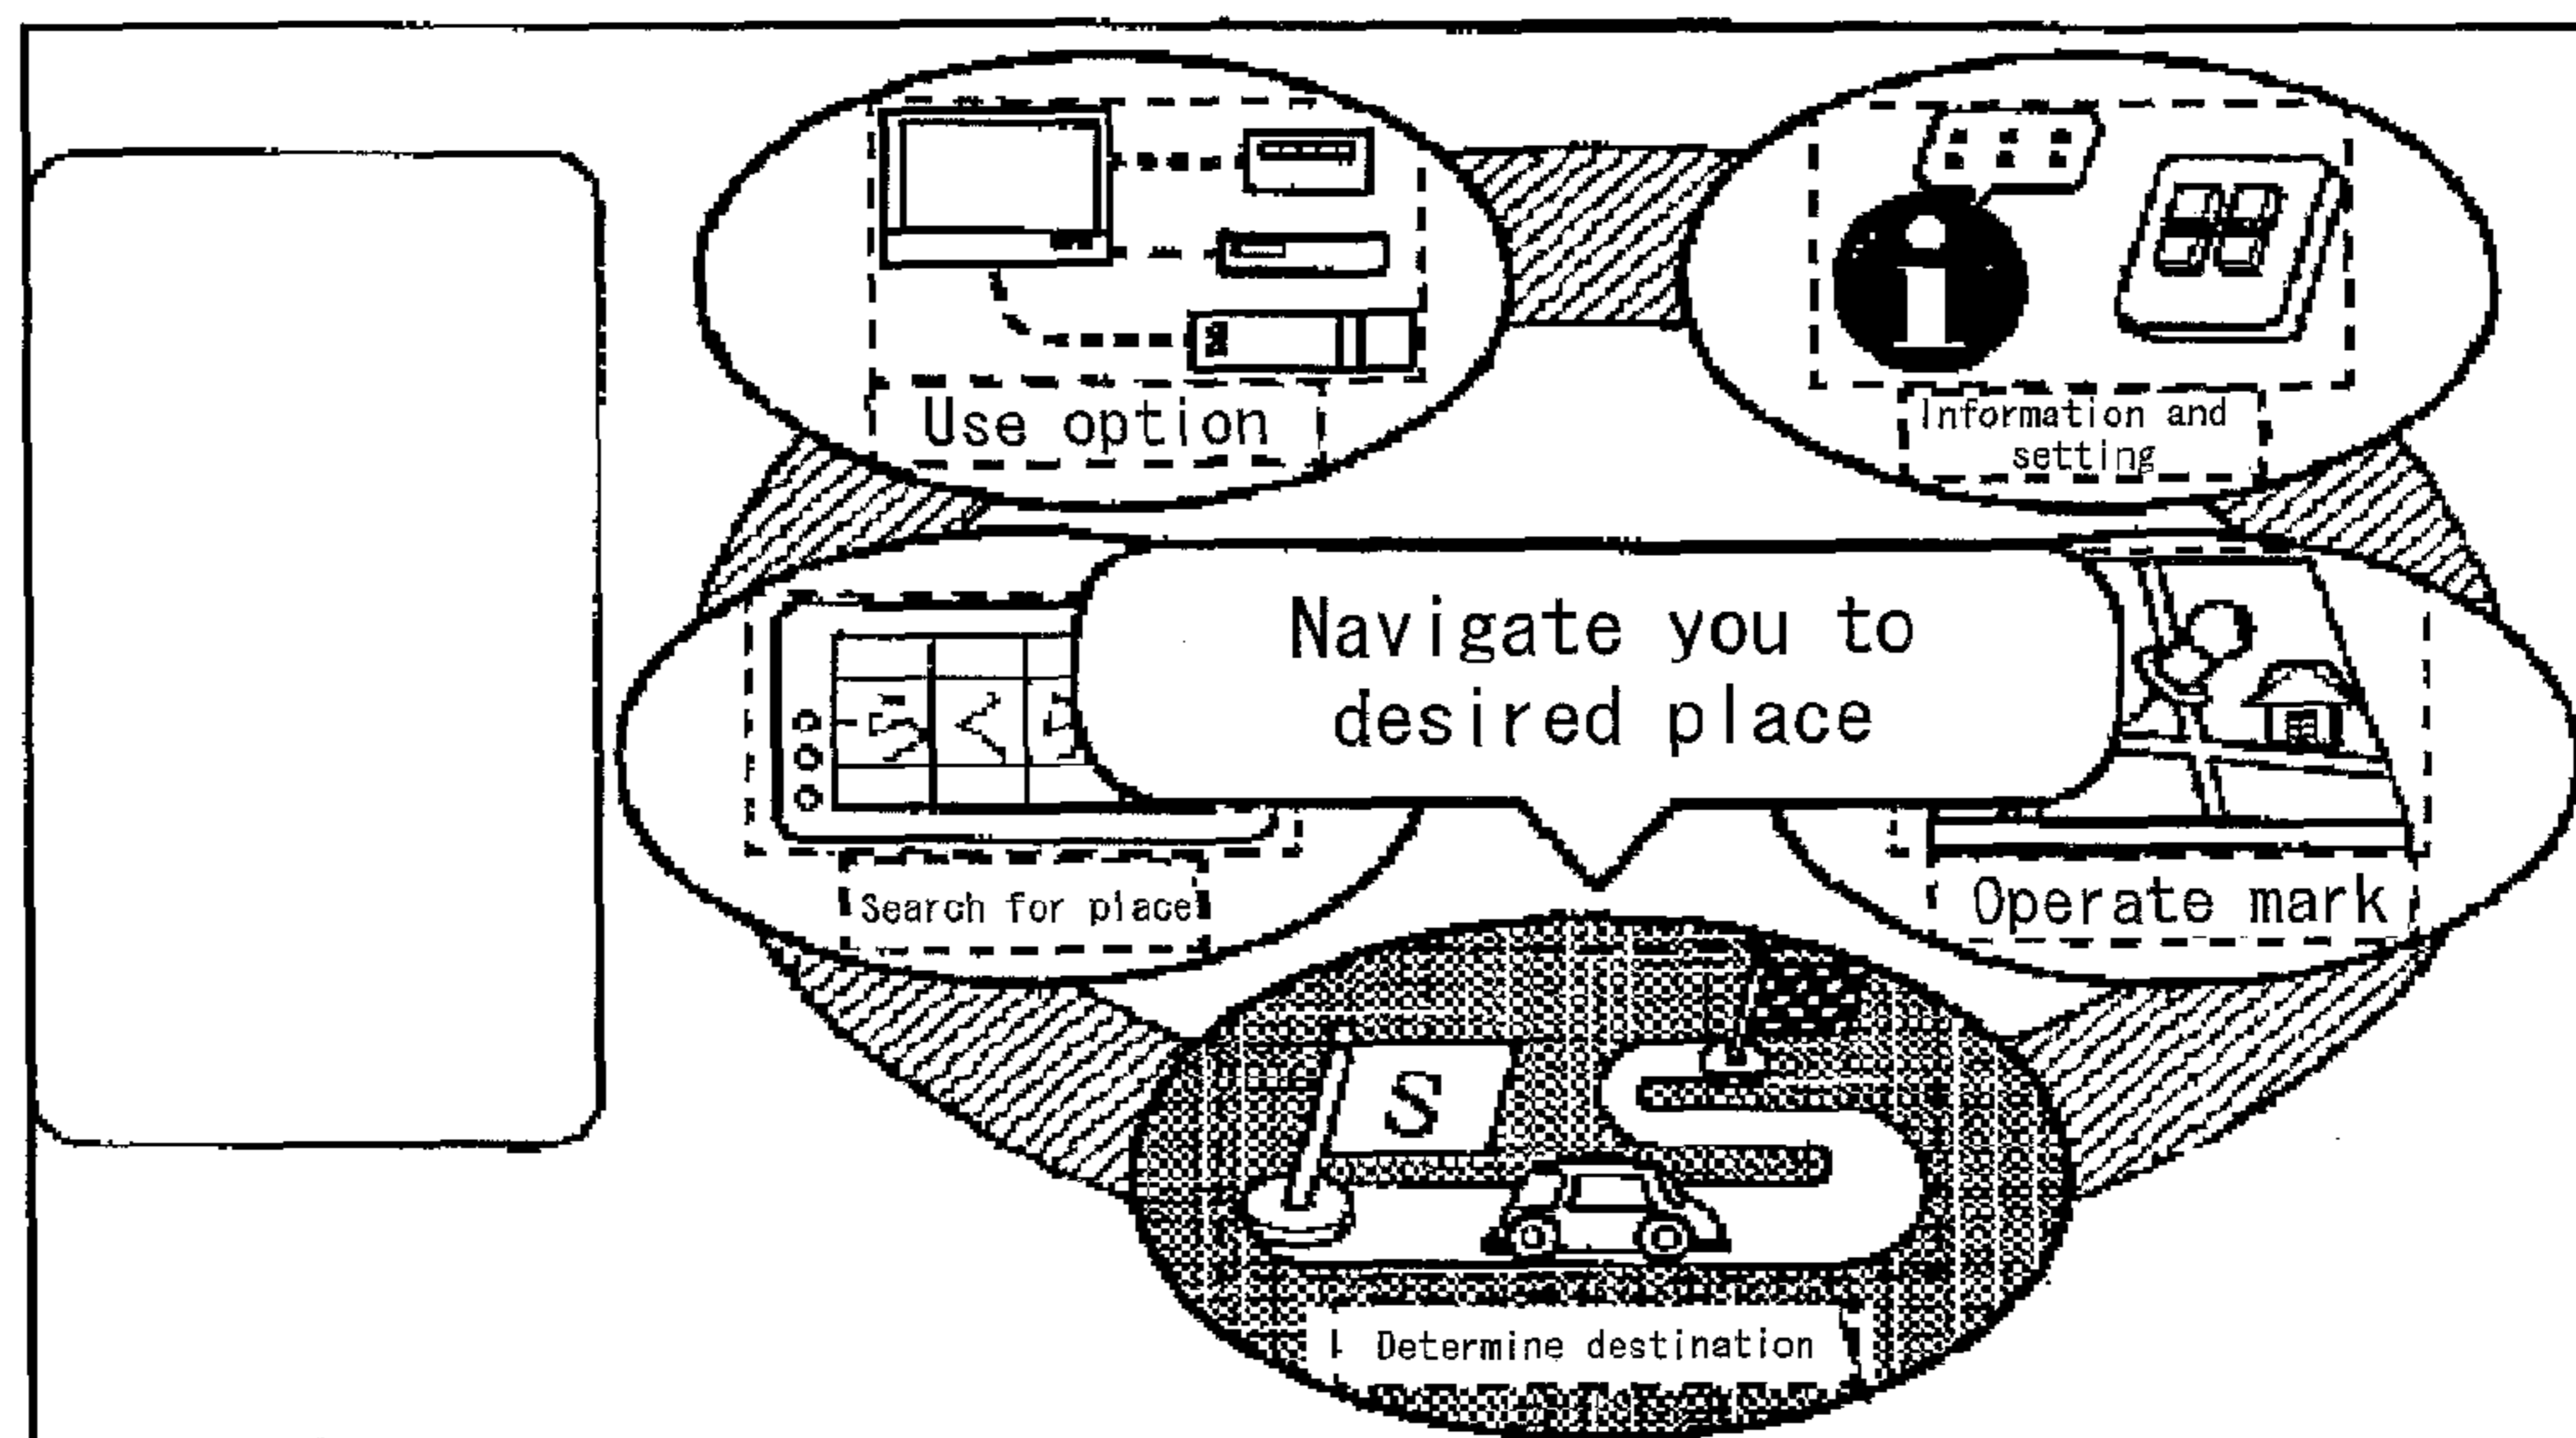 Use option
Information and
setting
Navigate you to
desired place
Search for place
Operate mark
S
Determine destination